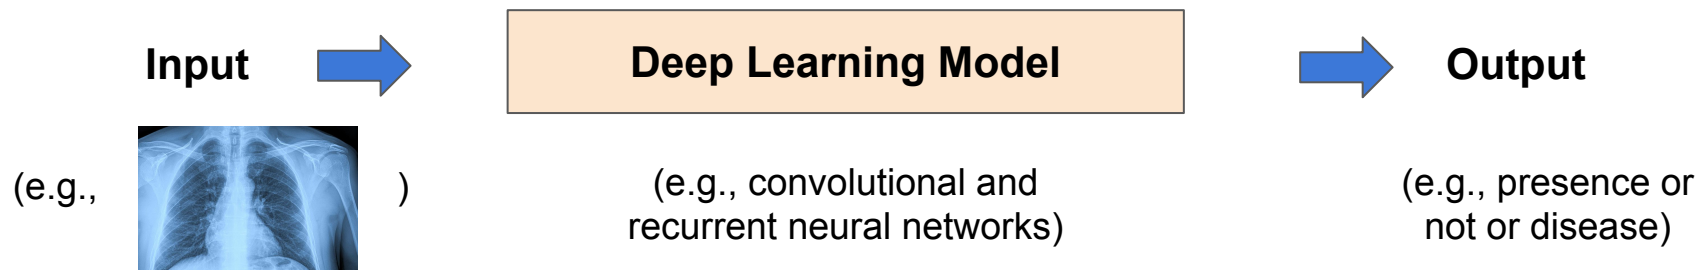 Input
Deep Learning Model
Output
(e.g., )
(e.g., convolutional and
recurrent neural networks)
(e.g., presence or
not or disease)